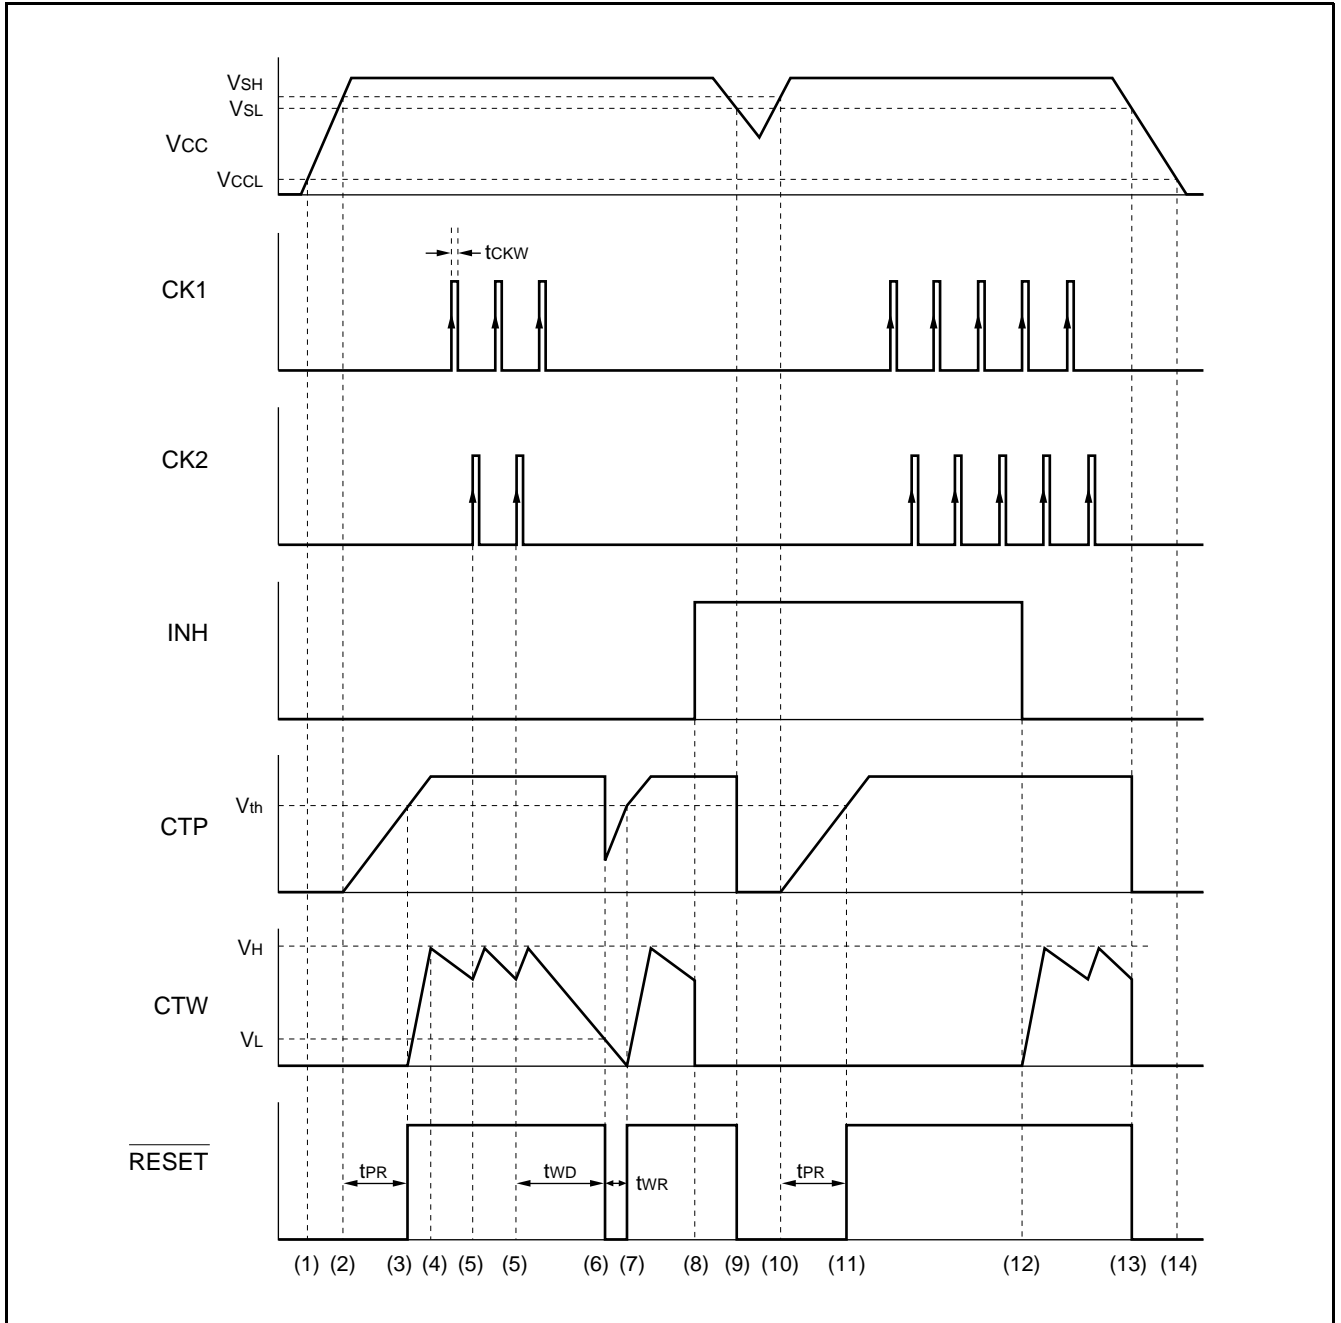 VSH
VSL
VCC
VCCL
tCKW
CK1
CK2
INH
Vth
CTP
VH
CTW
VL
RESET
tPR tWD tWR tPR
(1) (2) (3) (4) (5) (5) (6) (7) (8) (9) (10) (11) (12) (13) (14)